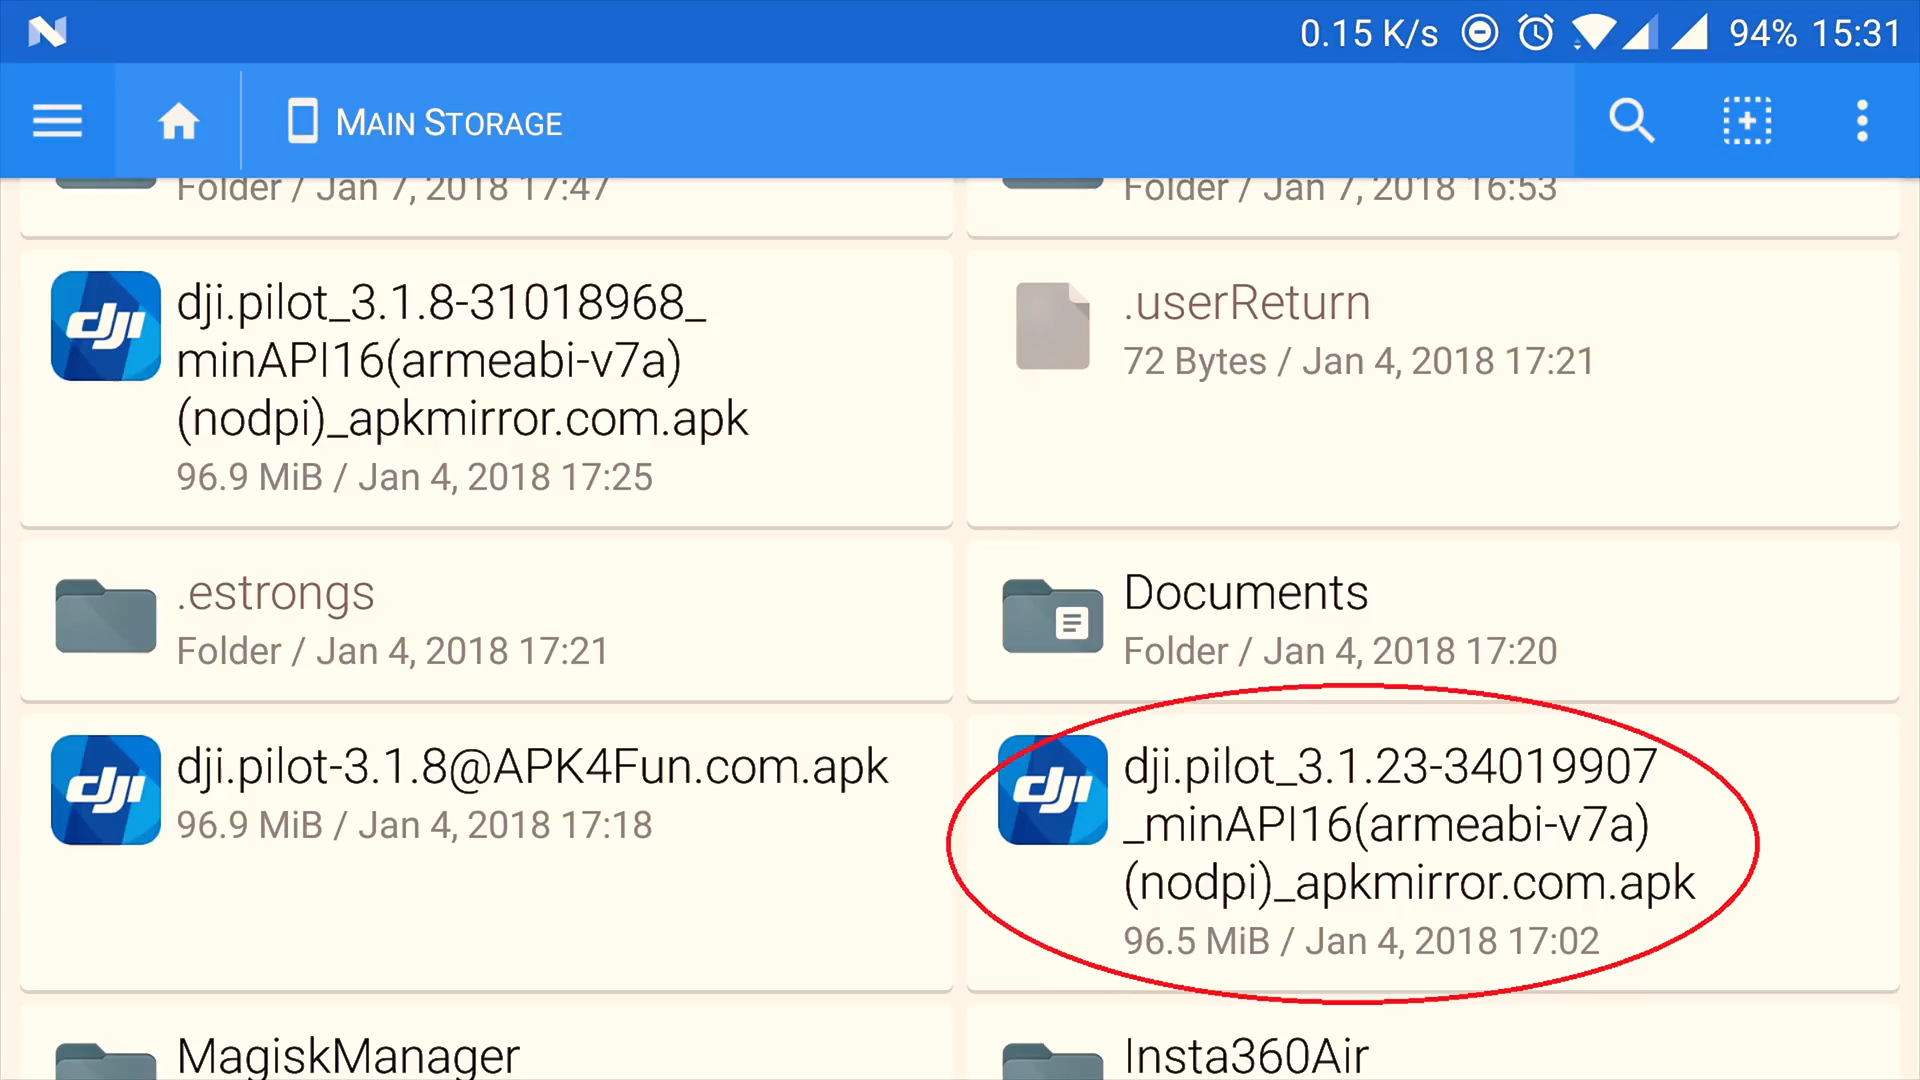 0.15 K/s 94% 15:31
MAIN STORAGE
Folder / Jan 7, 2018 17:47
Folder / Jan 7, 2018 16:53
dji
dji.pilot_3.1.8-31018968_
minAPI16(armeabi-v7a)
(nodpi)_apkmirror.com.apk
96.9 MiB / Jan 4, 2018 17:25
.userReturn
72 Bytes / Jan 4, 2018 17:21
.estrongs
Folder / Jan 4, 2018 17:21
Documents
Folder / Jan 4, 2018 17:20
dji
dji.pilot-3.1.8@APK4Fun.com.apk
96.9 MiB / Jan 4, 2018 17:18
dji
dji.pilot_3.1.23-34019907
_minAPI16(armeabi-v7a)
(nodpi)_apkmirror.com.apk
96.5 MiB / Jan 4, 2018 17:02
MagiskManager
Insta360Air